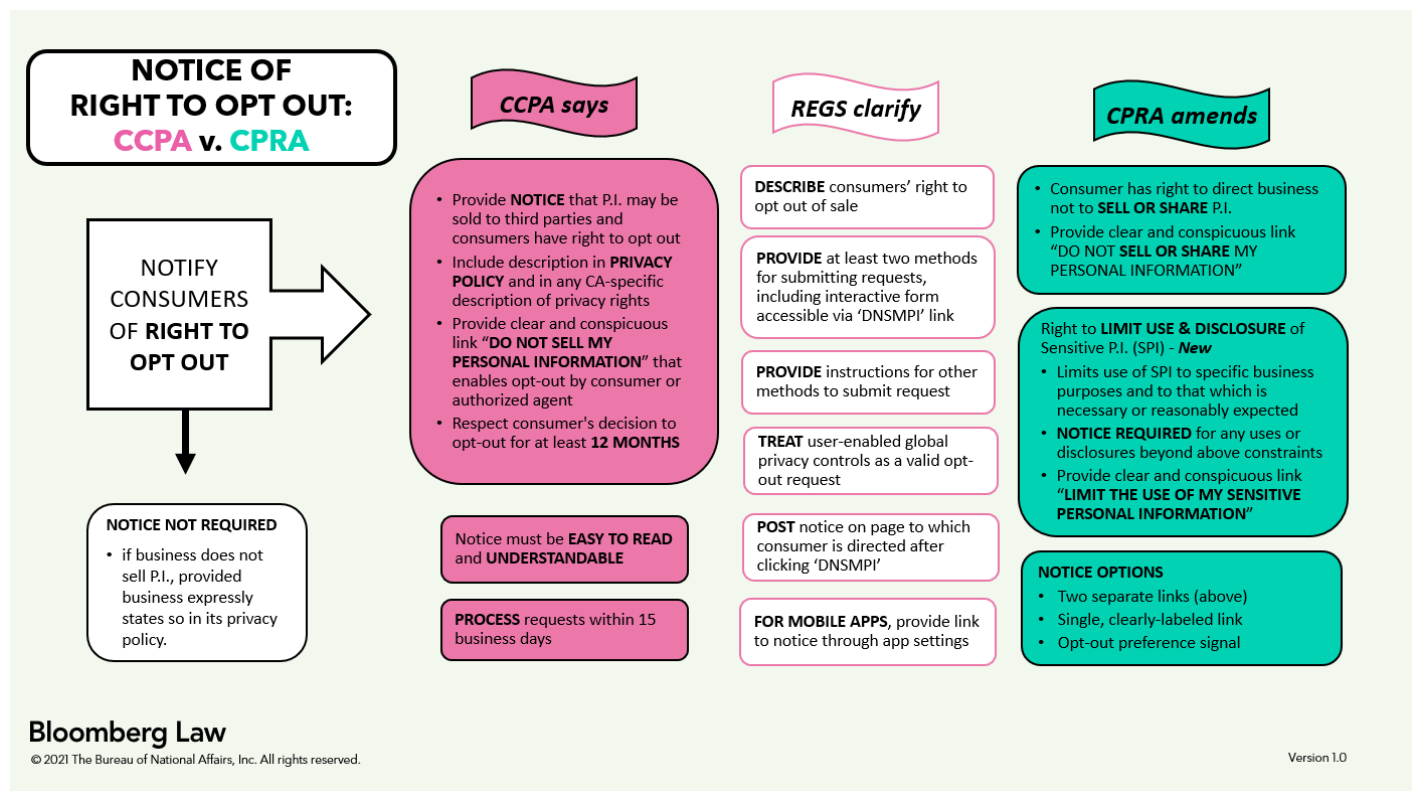 NOTICE OF
RIGHT TO OPT OUT:
CCPA v. CPRA
NOTIFY
CONSUMERS
OF RIGHT TO
OPT OUT
NOTICE NOT REQUIRED
• if business does not
sell P.I., provided
business expressly
states so in its privacy
policy.
CCPA says
• Provide NOTICE that P.I. may be
sold to third parties and
consumers have right to opt out
• Include description in PRIVACY
POLICY and in any CA-specific
description of privacy rights
• Provide clear and conspicuous
link “DO NOT SELL MY
PERSONAL INFORMATION” that
enables opt-out by consumer or
authorized agent
• Respect consumer's decision to
opt-out for at least 12 MONTHS
Notice must be EASY TO READ
and UNDERSTANDABLE
PROCESS requests within 15
business days
REGS clarify
DESCRIBE consumers’ right to
opt out of sale
PROVIDE at least two methods
for submitting requests,
including interactive form
accessible via ‘DNSMPI’ link
PROVIDE instructions for other
methods to submit request
TREAT user-enabled global
privacy controls as a valid opt-
out request
POST notice on page to which
consumer is directed after
clicking ‘DNSMPI’
FOR MOBILE APPS, provide link
to notice through app settings
CPRA amends
• Consumer has right to direct business
not to SELL OR SHARE P.I.
• Provide clear and conspicuous link
“DO NOT SELL OR SHARE MY
PERSONAL INFORMATION”
Right to LIMIT USE & DISCLOSURE of
Sensitive P.I. (SPI) - New
• Limits use of SPI to specific business
purposes and to that which is
necessary or reasonably expected
• NOTICE REQUIRED for any uses or
disclosures beyond above constraints
• Provide clear and conspicuous link
“LIMIT THE USE OF MY SENSITIVE
PERSONAL INFORMATION”
NOTICE OPTIONS
• Two separate links (above)
• Single, clearly-labeled link
• Opt-out preference signal
Bloomberg Law
© 2021 The Bureau of National Affairs, Inc. All rights reserved.
Version 1.0